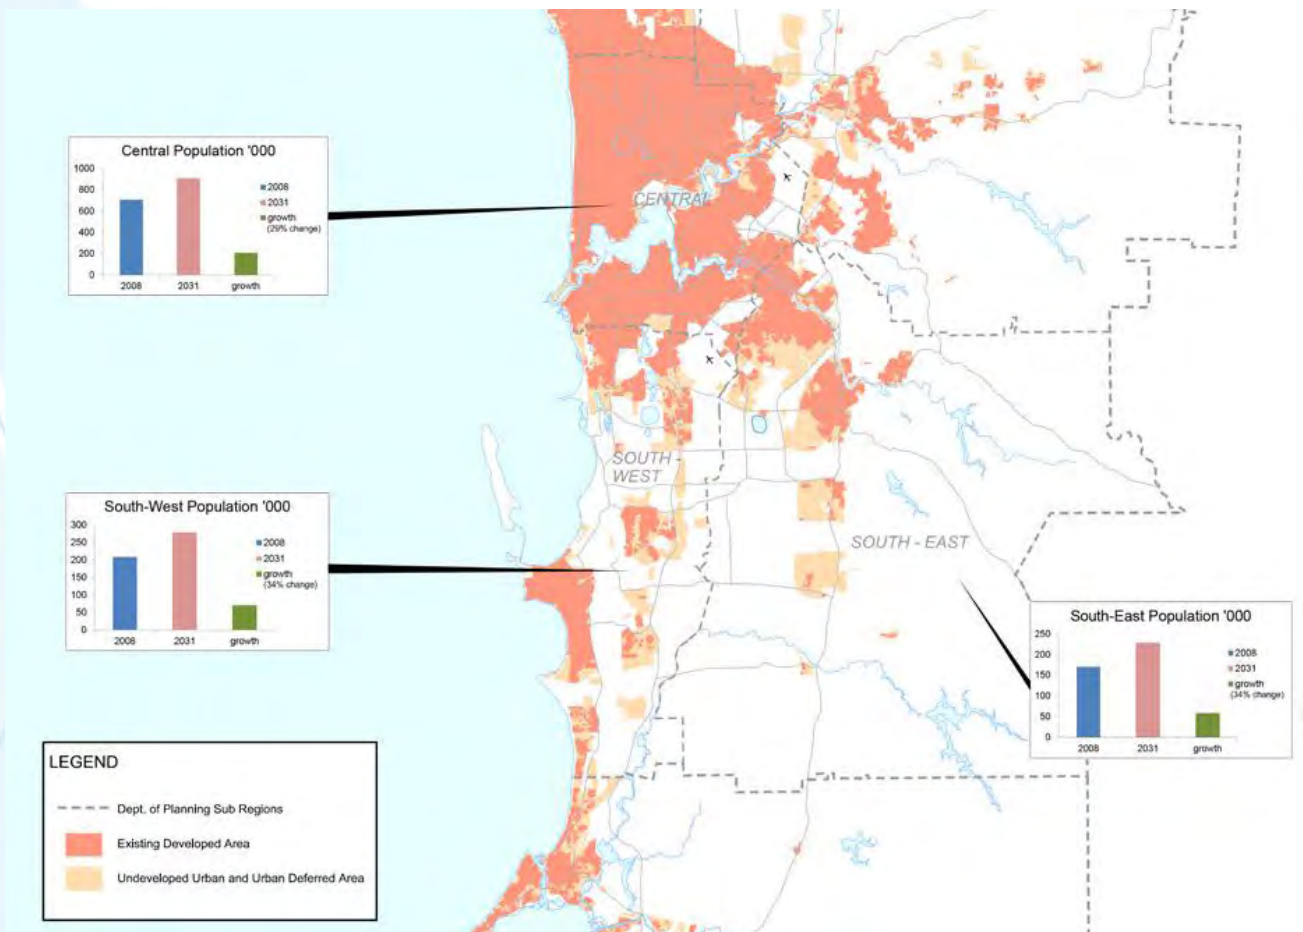 Central Population '000
1000
800
600
400
200
0
2008
2031
growth
(29% change)
2008 2031 growth
CENTRAL
South-West Population '000
300
250
200
150
100
50
0
2008
2031
growth
(34% change)
2008 2031 growth
SOUTH -
WEST
SOUTH - EAST
South-East Population '000
250
200
150
100
50
0
2008
2031
growth
(34% change)
2008 2031 growth
LEGEND
Dept. of Planning Sub Regions
Existing Developed Area
Undeveloped Urban and Urban Deferred Area